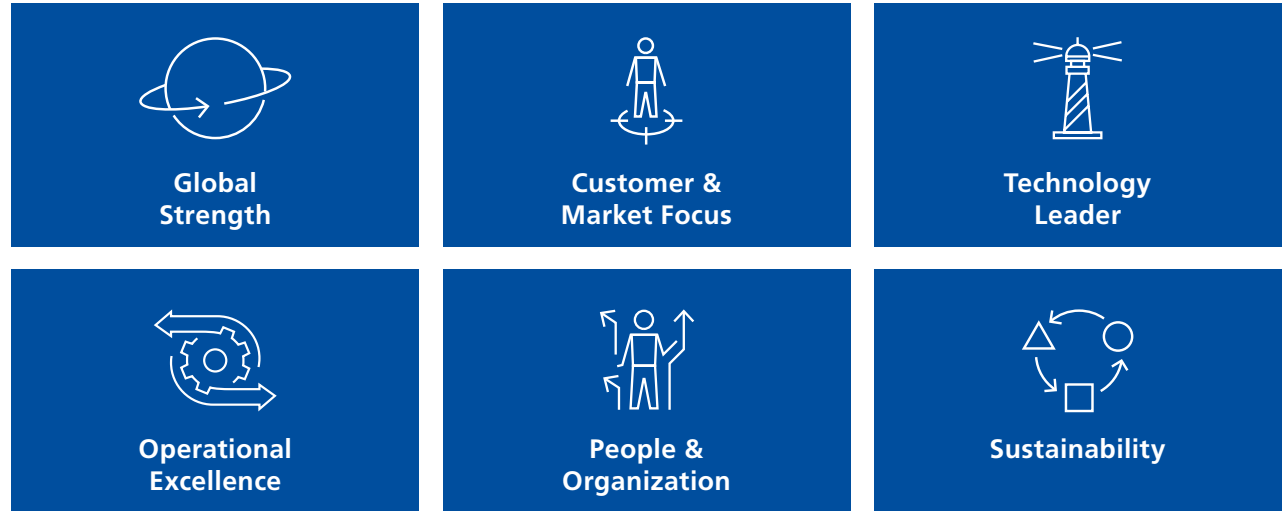 Global
Strength
Customer &
Market Focus
Technology
Leader
Operational
Excellence
People &
Organization
Sustainability